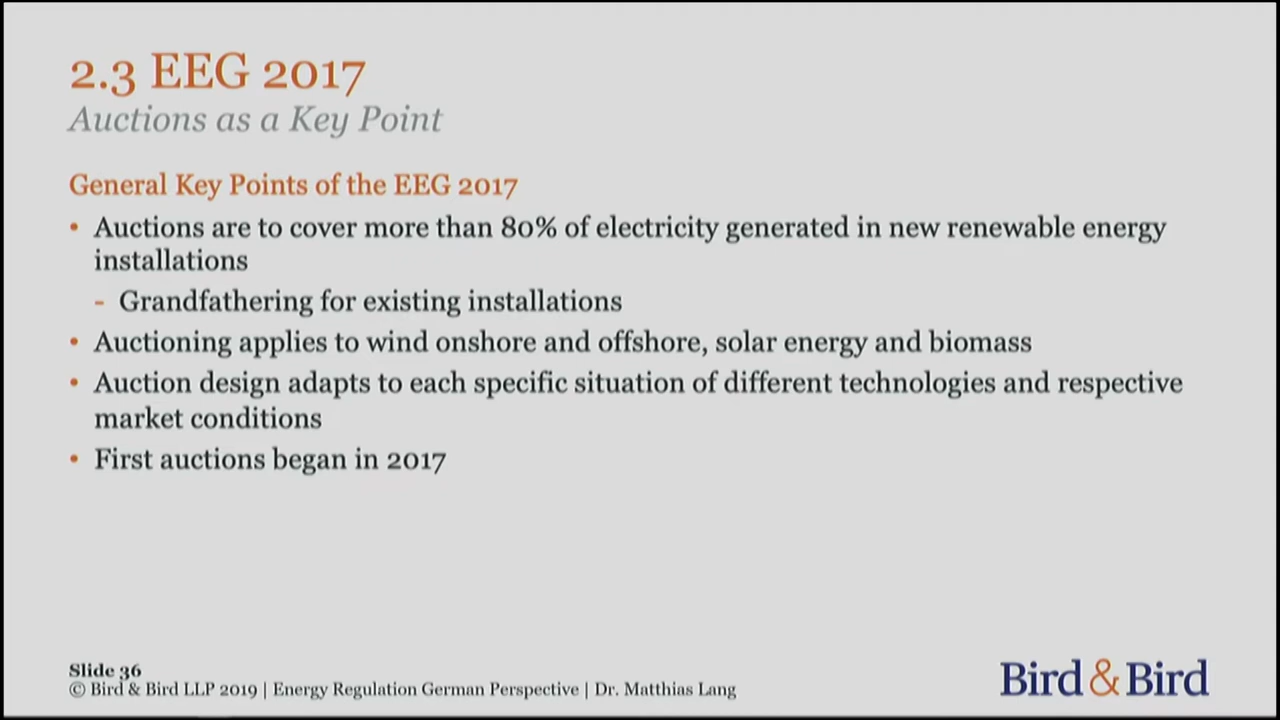 2.3 EEG 2017
Auctions as a Key Point
General Key Points of the EEG 2017
• Auctions are to cover more than 80% of electricity generated in new renewable energy
installations
- Grandfathering for existing installations
• Auctioning applies to wind onshore and offshore, solar energy and biomass
• Auction design adapts to each specific situation of different technologies and respective
market conditions
• First auctions began in 2017
Slide 36
© Bird & Bird LLP 2019 | Energy Regulation German Perspective | Dr. Matthias Lang
Bird & Bird